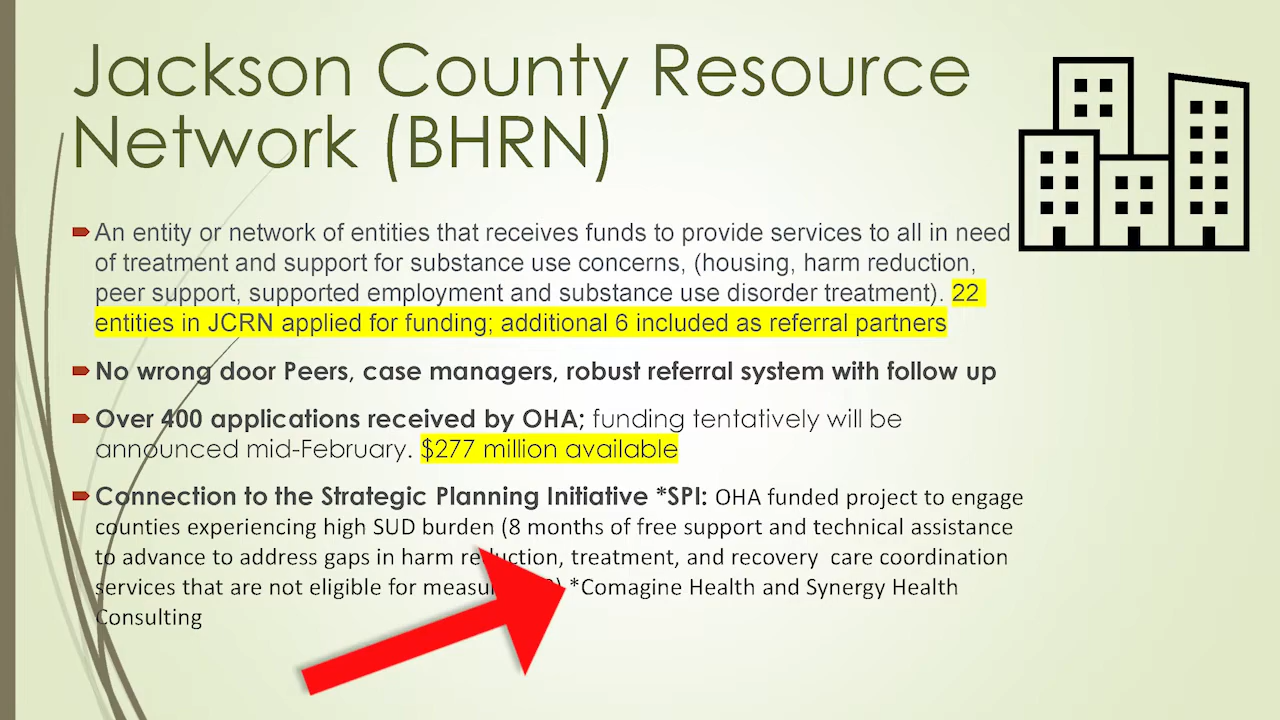 Jackson County Resource
Network (BHRN)
An entity or network of entities that receives funds to provide services to all in need
of treatment and support for substance use concerns, (housing, harm reduction,
peer support, supported employment and substance use disorder treatment). 22
entities in JCRN applied for funding; additional 6 included as referral partners
No wrong door Peers, case managers, robust referral system with follow up
Over 400 applications received by OHA; funding tentatively will be
announced mid-February. $277 million available
Connection to the Strategic Planning Initiative *SPI: OHA funded project to engage
counties experiencing high SUD burden (8 months of free support and technical assistance
to advance to address gaps in harm reduction, treatment, and recovery care coordination
services that are not eligible for *Comagine Health and Synergy Health
Consulting